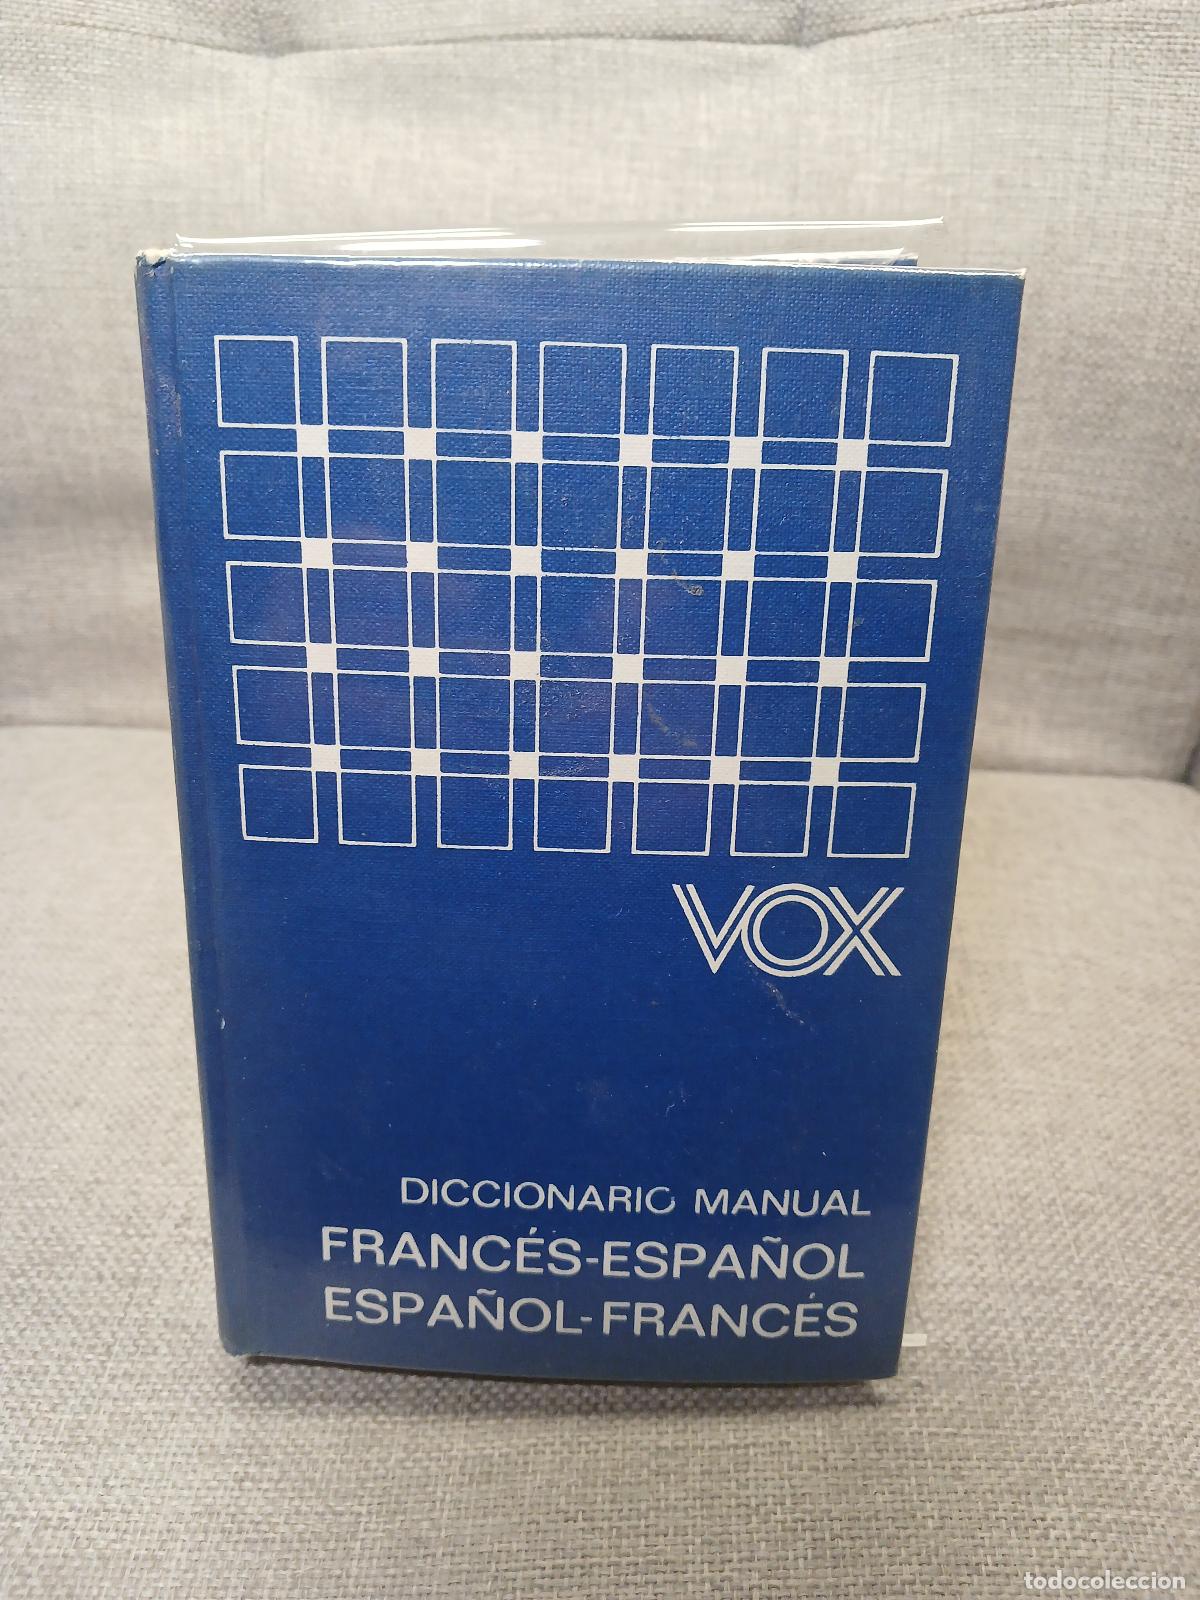 VOX
DICCIONARIO MANUAL
FRANCÉS-ESPAÑOL
ESPAÑOL-FRANCÉS
todocoleccion